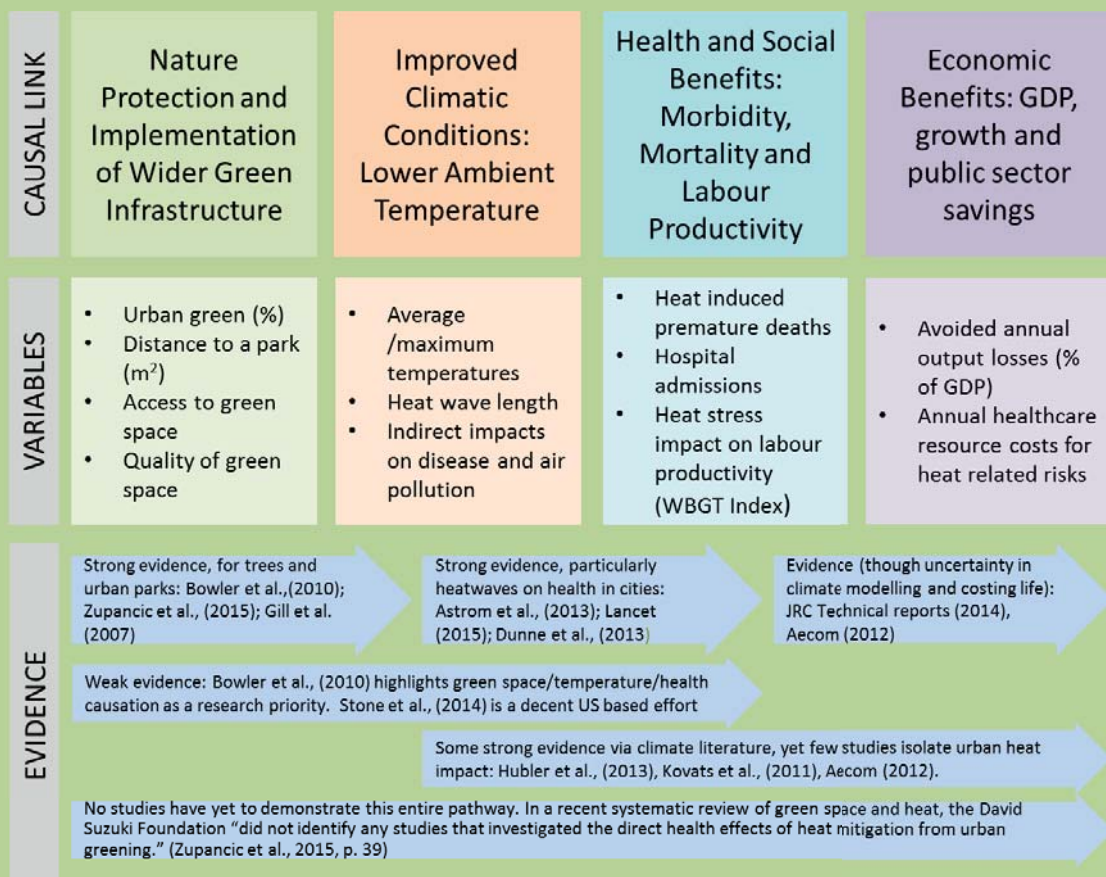 CAUSAL LINK
Nature
Protection and
Implementation
of Wider Green
Infrastructure
Improved
Climatic
Conditions:
Lower Ambient
Temperature
Health and Social
Benefits:
Morbidity,
Mortality and
Labour
Productivity
Economic
Benefits: GDP,
growth and
public sector
savings
VARIABLES
• Urban green (%)
• Distance to a park
(m²)
• Access to green
space
• Quality of green
space
• Average
/maximum
temperatures
• Heat wave length
• Indirect impacts
on disease and air
pollution
• Heat induced
premature deaths
• Hospital
admissions
• Heat stress
impact on labour
productivity
(WBGT Index)
• Avoided annual
output losses (%
of GDP)
• Annual healthcare
resource costs for
heat related risks
EVIDENCE
Strong evidence, for trees and
urban parks: Bowler et al.,(2010);
Zupancic et al., (2015); Gill et al.
(2007)
Strong evidence, particularly
heatwaves on health in cities:
Astrom et al., (2013); Lancet
(2015); Dunne et al., (2013)
Evidence (though uncertainty in
climate modelling and costing life):
JRC Technical reports (2014),
Aecom (2012)
Weak evidence: Bowler et al., (2010) highlights green space/temperature/health
causation as a research priority. Stone et al., (2014) is a decent US based effort
Some strong evidence via climate literature, yet few studies isolate urban heat
impact: Hubler et al., (2013), Kovats et al., (2011), Aecom (2012).
No studies have yet to demonstrate this entire pathway. In a recent systematic review of green space and heat, the David
Suzuki Foundation “did not identify any studies that investigated the direct health effects of heat mitigation from urban
greening.” (Zupancic et al., 2015, p. 39)